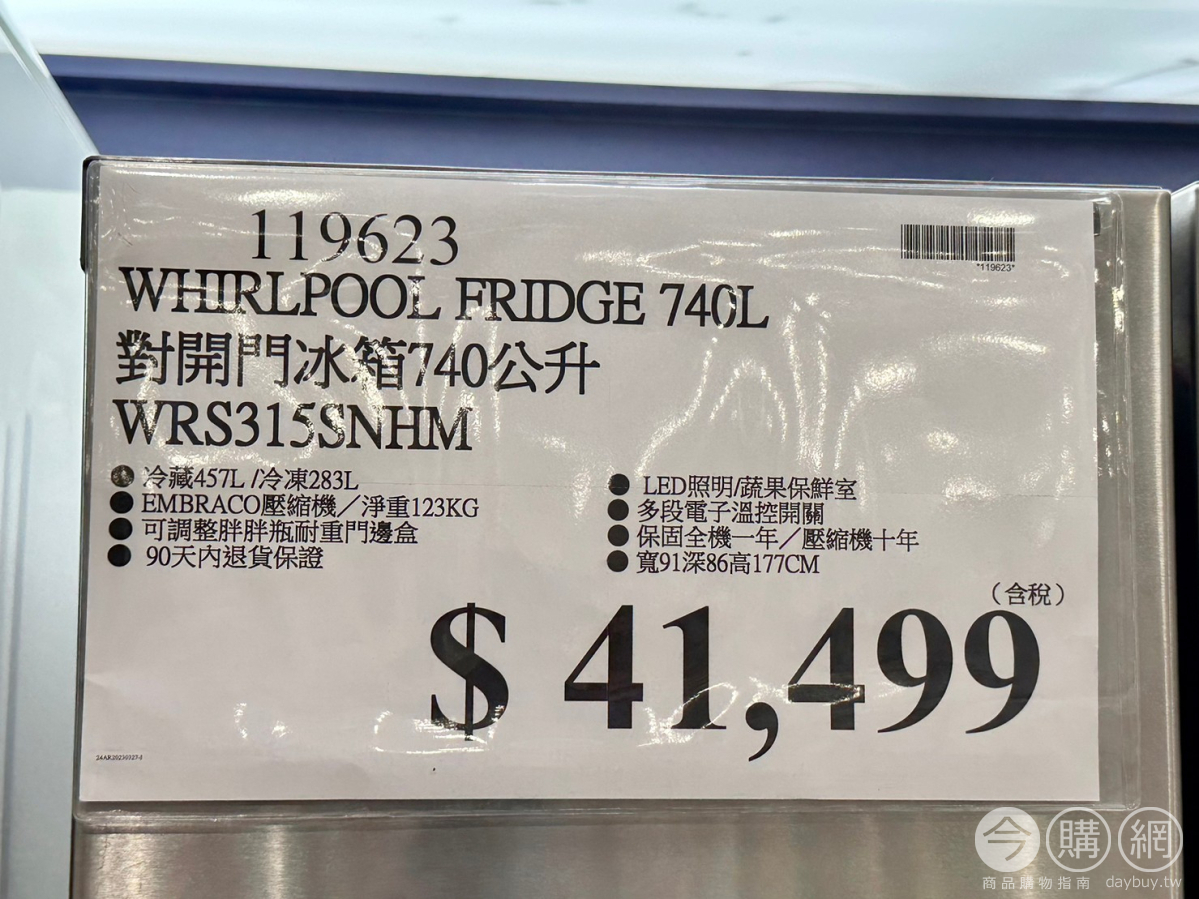 119623
*119623*
WHIRLPOOL FRIDGE 740L
對開門冰箱740公升
WRS315SNHM
冷藏457L /冷凍283L
EMBRACO壓縮機／淨重123KG
可調整胖胖瓶耐重門邊盒
90天內退貨保證
LED照明/蔬果保鮮室
多段電子溫控開關
保固全機一年／壓縮機十年
寬91深86高177CM
（含稅）
$ 41,499
今購網
商品購物指南 daybuy.tw